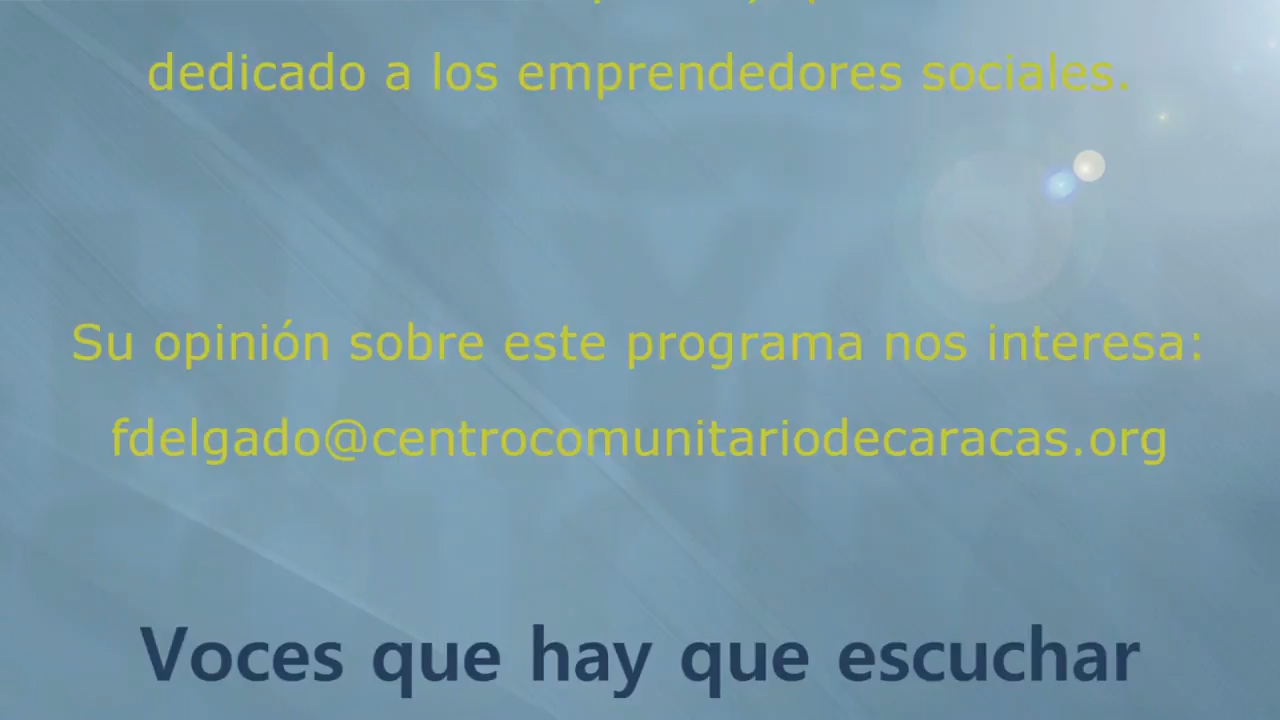 dedicado a los emprendedores sociales.
Su opinión sobre este programa nos interesa:
fdelgado@centrocomunitariodecaracas.org
Voces que hay que escuchar